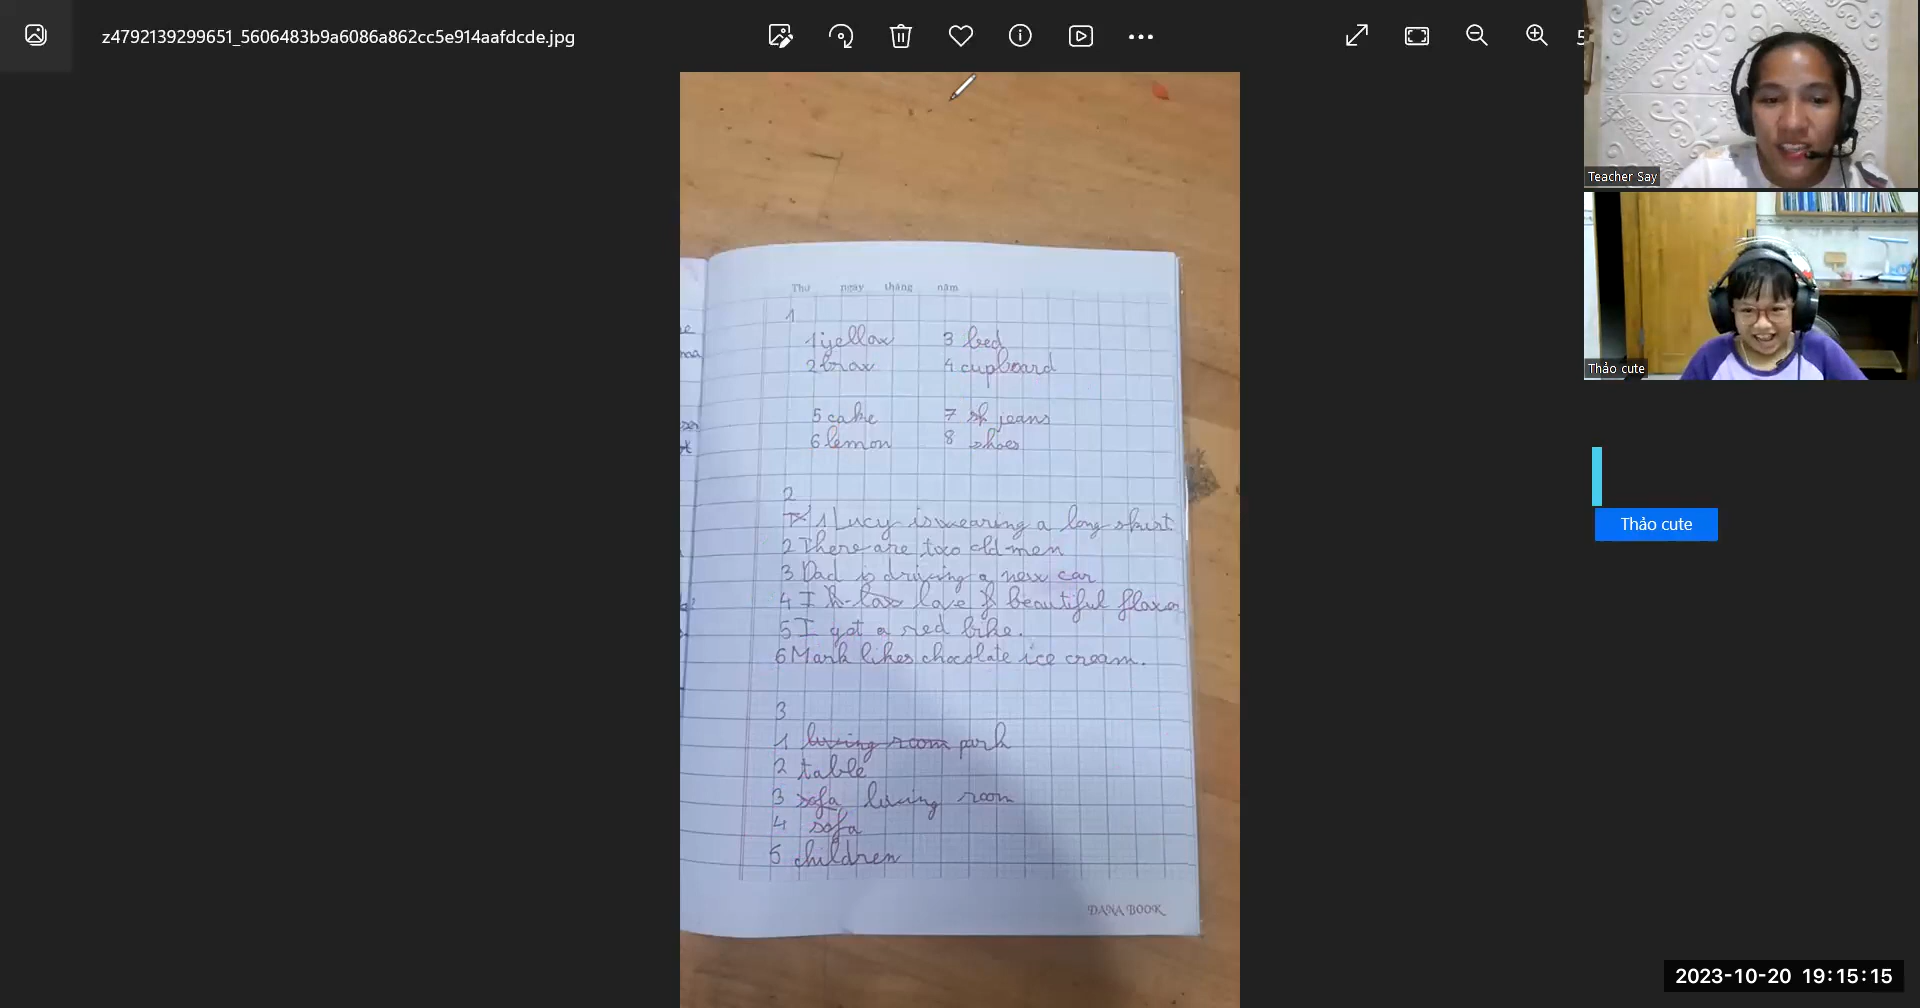 z4792139299651_5606483b9a6086a862cc5e914aafdcde.jpg
Teacher Say
Thảo cute
Thảo cute
Thứ ngày tháng năm
1
1 yellow 3 bed
2 brow 4 cupboard
5 cake 7 jeans
6 lemon 8 shoes
2
1 Lucy is wearing a long skirt
2 There are two old men
3 Dad is driving a new car
4 I love beautiful
5 I got a red bike.
6 Mark likes chocolate ice cream.
3
1 living room park
2 table
3 sofa living room
4 sofa
5 children
DANA BOOK
2023-10-20 19:15:15